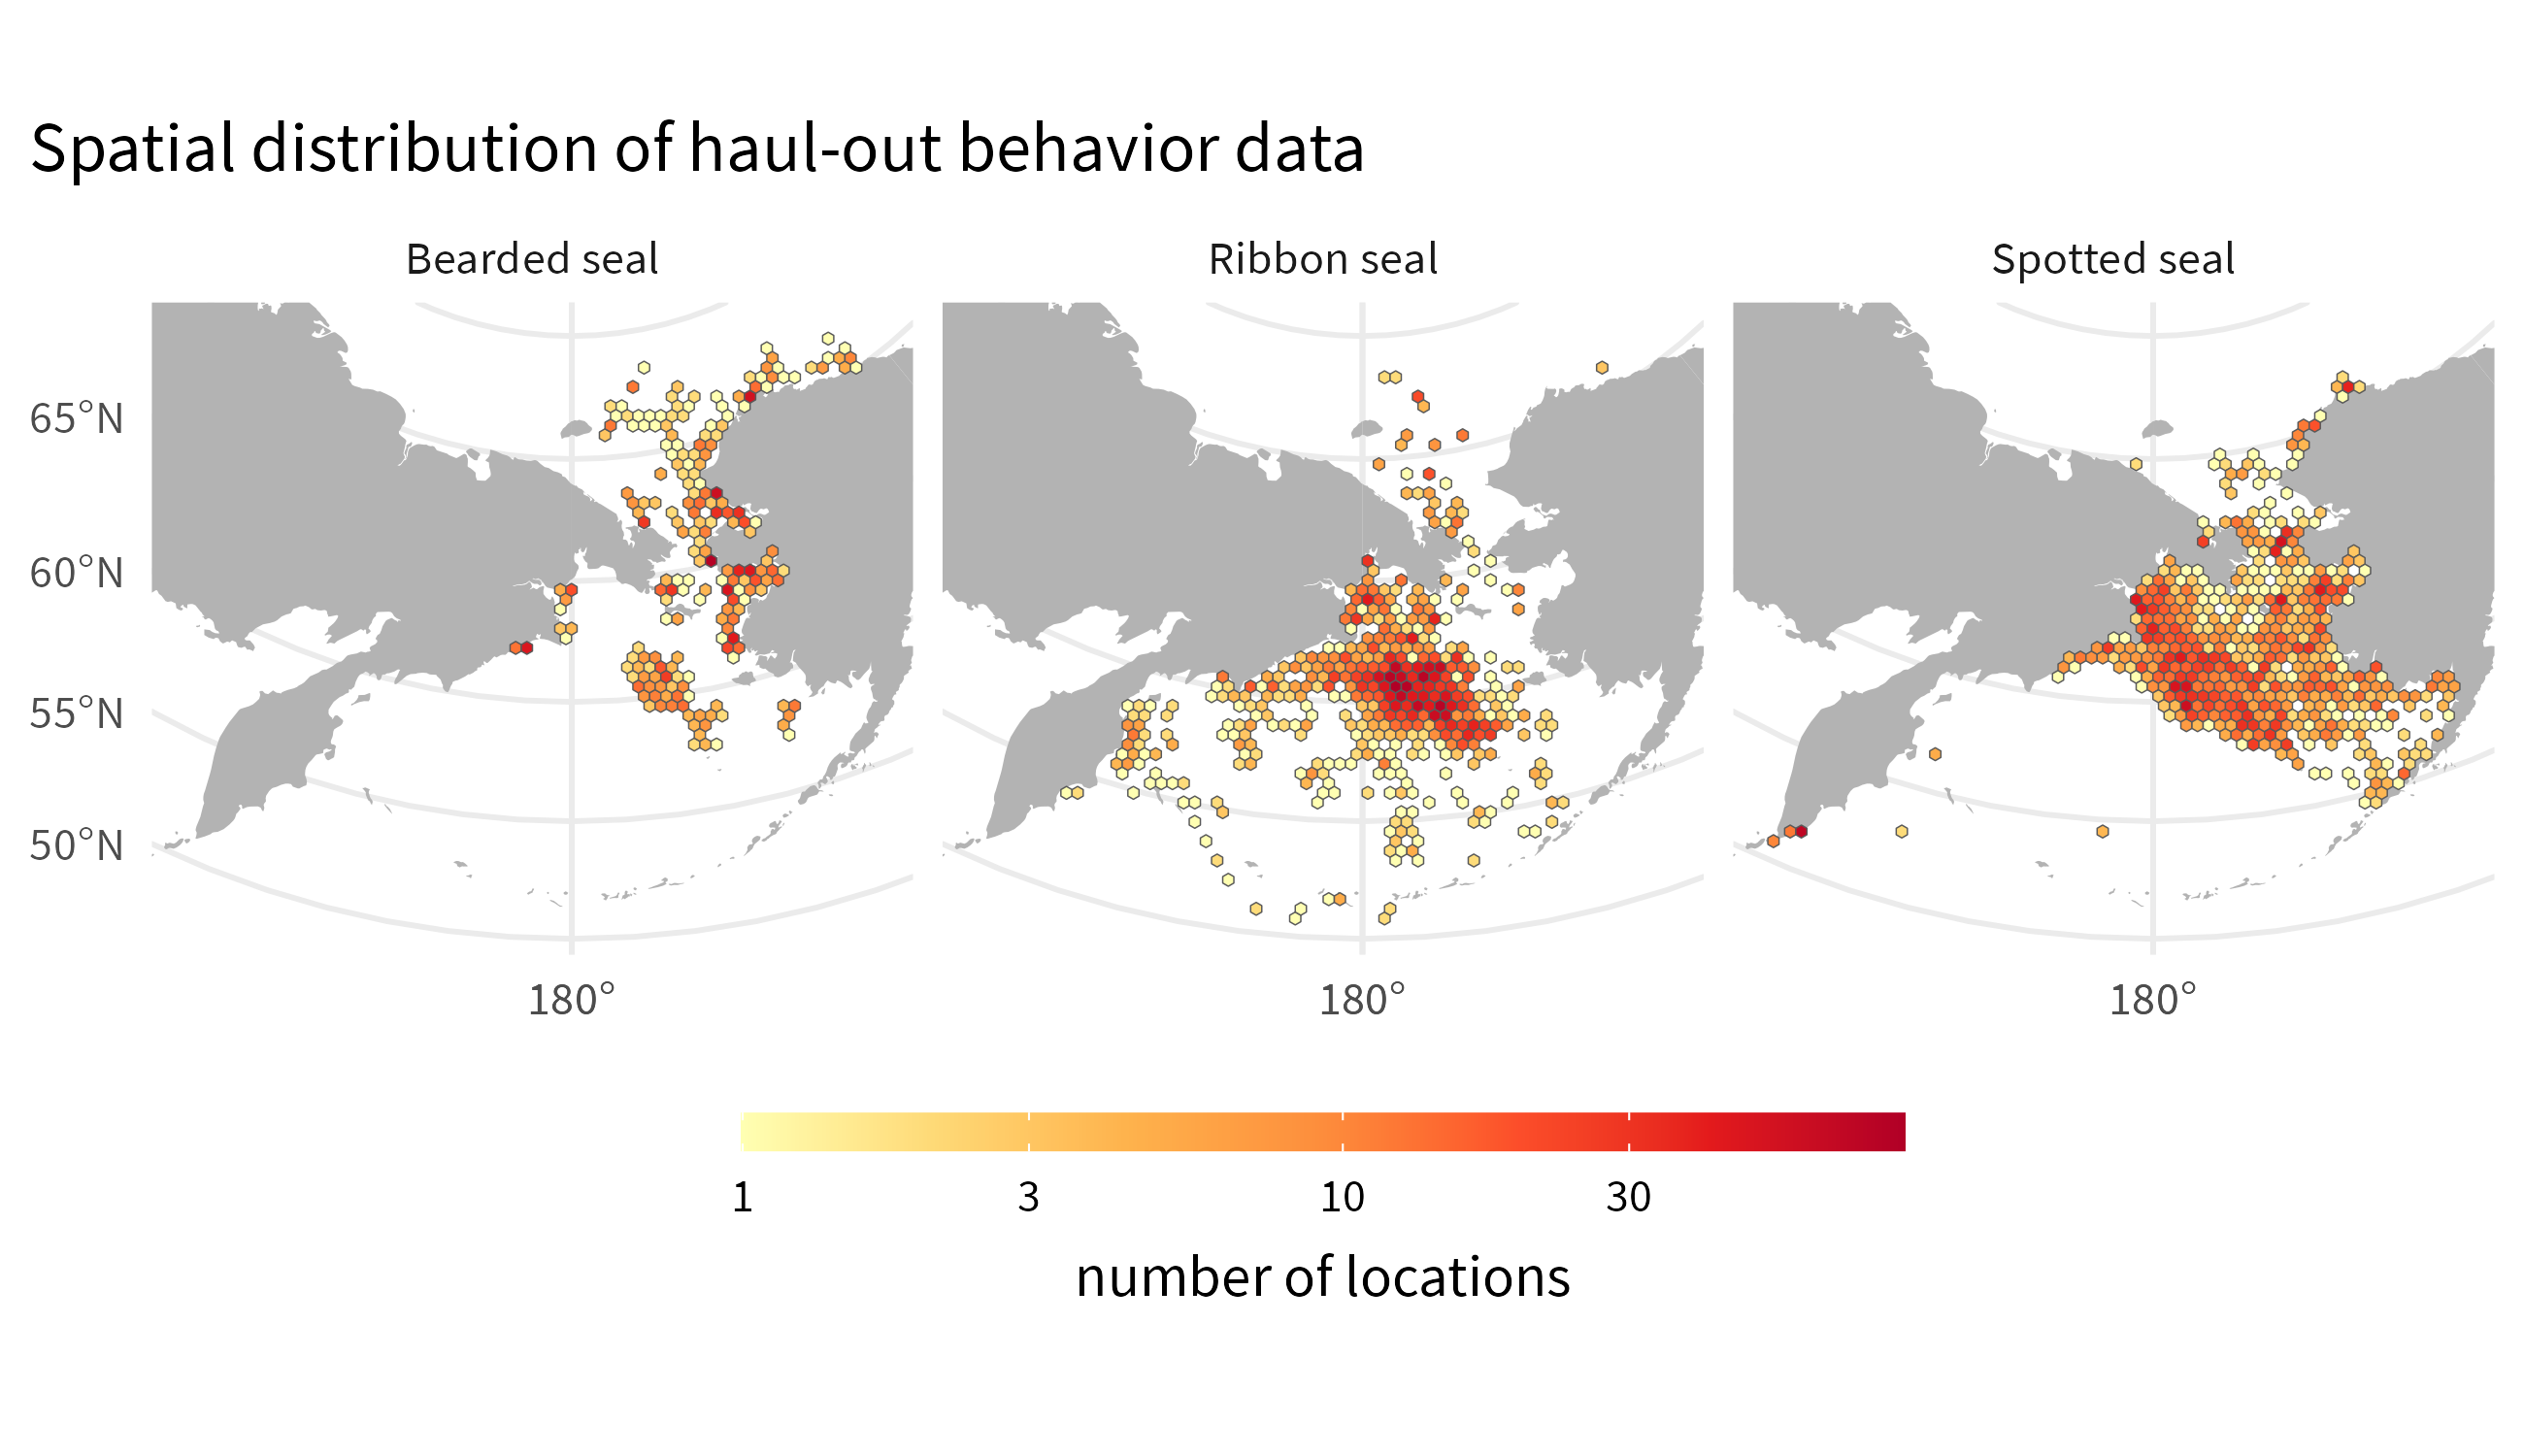 Spatial distribution of haul-out behavior data
Bearded seal
Ribbon seal
Spotted seal
65°N
60°N
55°N
50°N
180°
180°
180°
1
3
10
30
number of locations